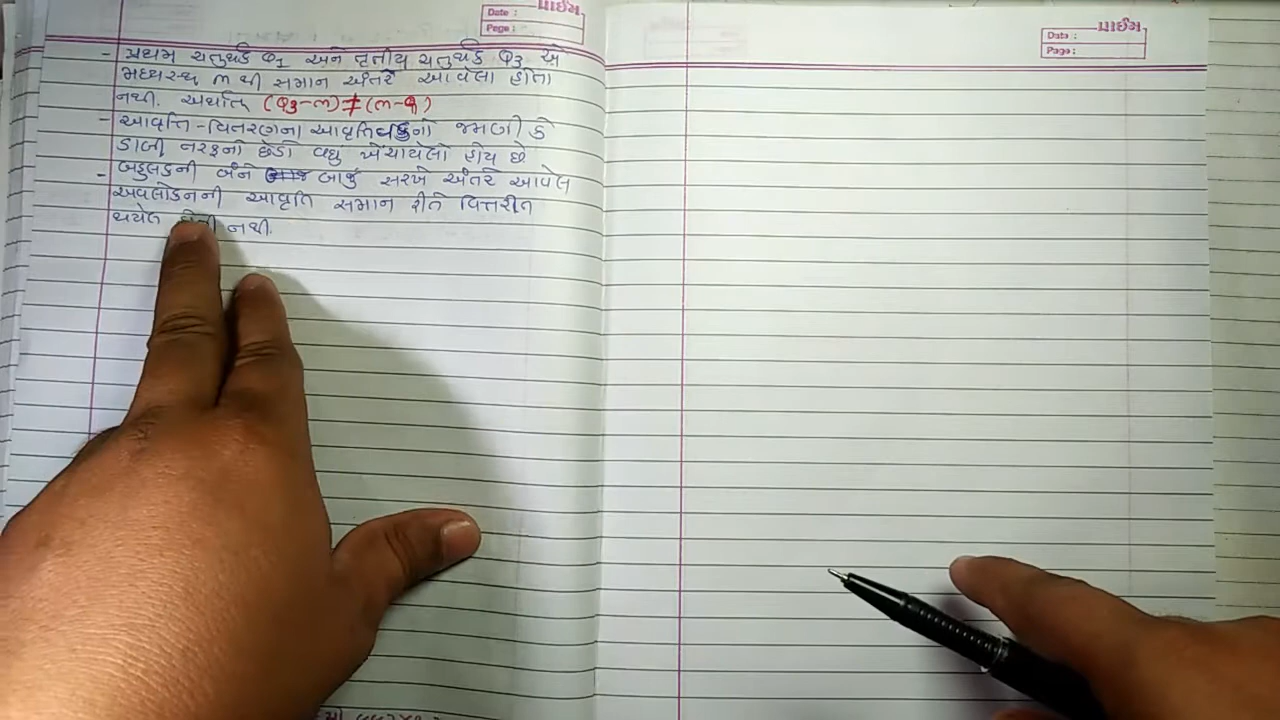 પ્રાઈમ
Date :
Page :
પ્રાઈમ
Date :
Page :
- પ્રથમ ચતુર્થક Q1 અને તૃતીય ચતુર્થક Q3 એ
મધ્યસ્થ M થી સમાન અંતરે આવેલા હોતા
નથી. અર્થાત (Q3-M) ≠ (M-Q)
- આવૃત્તિ-વિતરણના આવૃતિવક્રનો જમણી કે
ડાબી તરફનો છેડો વધુ ખેંચાયેલો હોય છે
- બહુલકની બંને બાજુ સરખે અંતરે આવેલ
અવલોકનની આવૃતિ સમાન રીતે વિતરીત
થયેલ હોતી નથી.